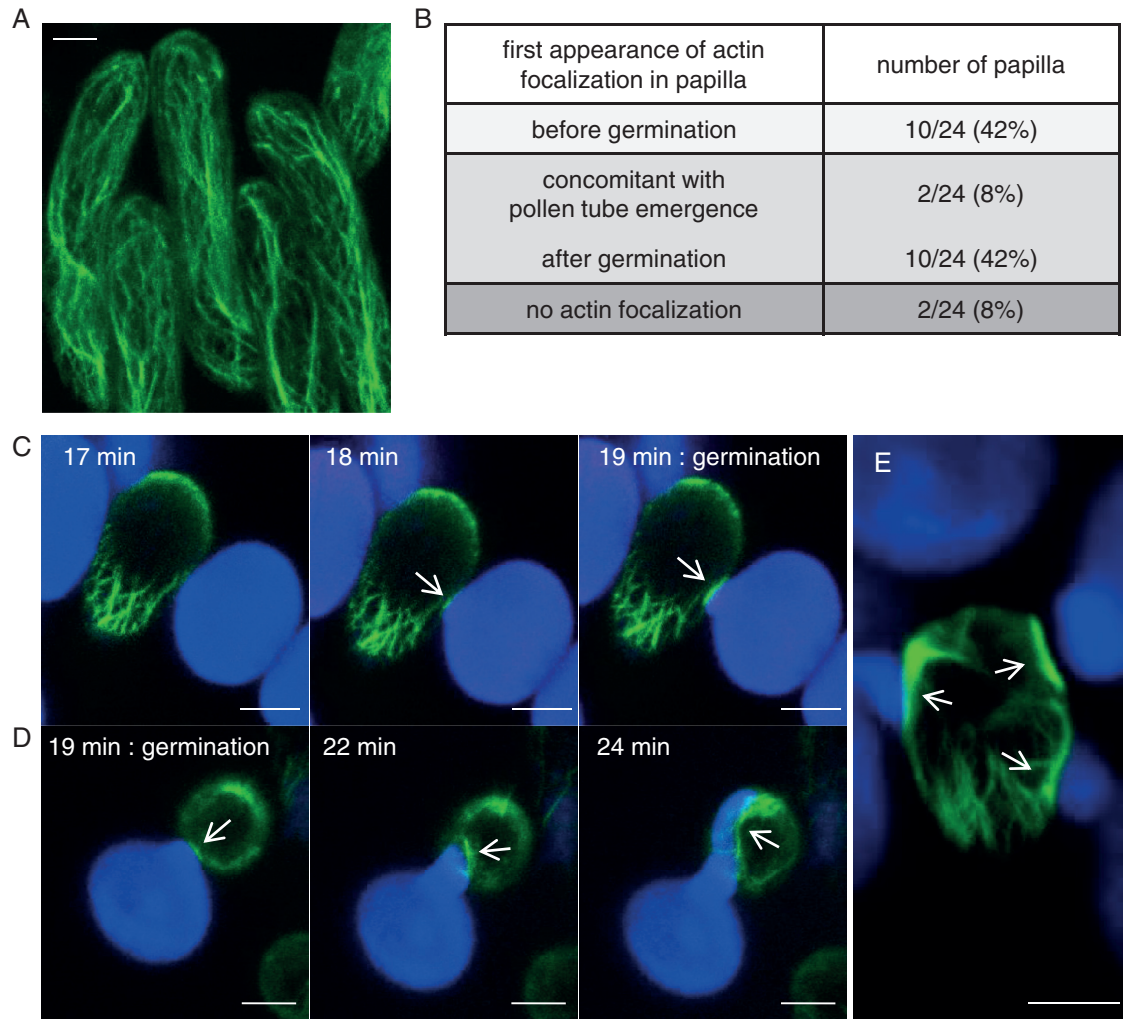 A
B
first appearance of actin
focalization in papilla
number of papilla
before germination
10/24 (42%)
concomitant with
pollen tube emergence
2/24 (8%)
after germination
10/24 (42%)
no actin focalization
2/24 (8%)
C
17 min
18 min
19 min : germination
E
D
19 min : germination
22 min
24 min